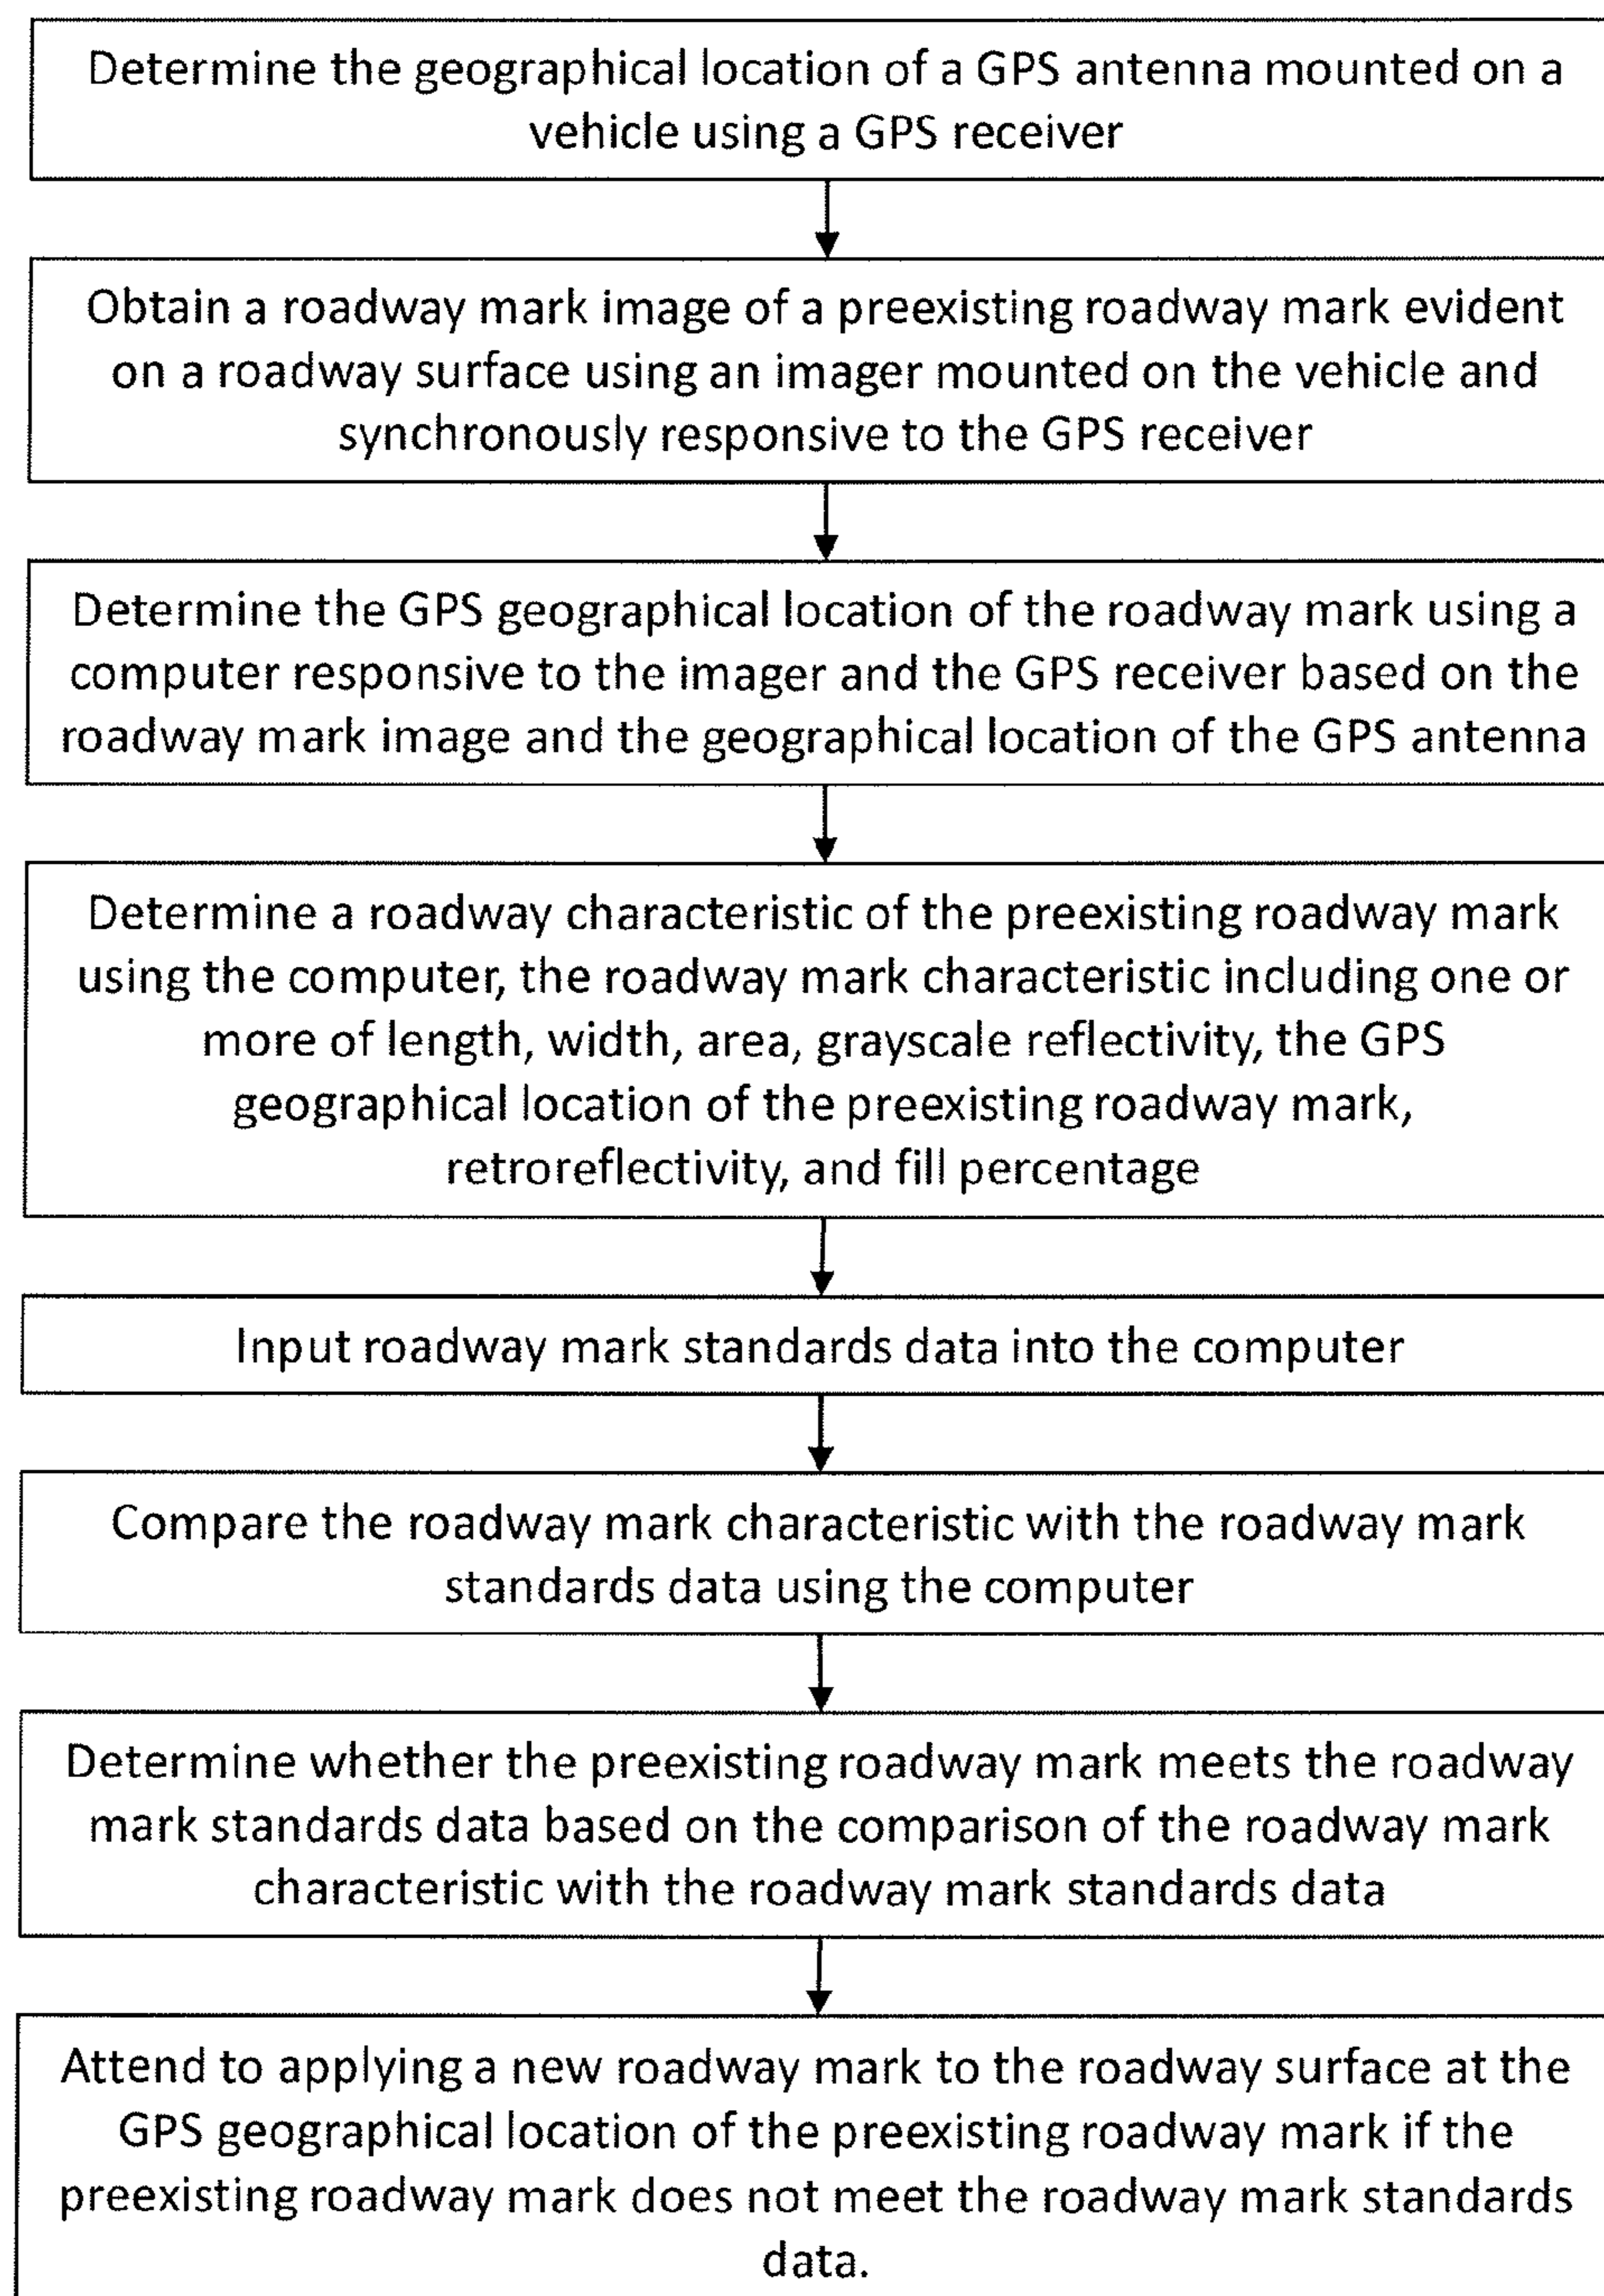 Determine the geographical location of a GPS antenna mounted on a
vehicle using a GPS receiver
Obtain a roadway mark image of a preexisting roadway mark evident
on a roadway surface using an imager mounted on the vehicle and
synchronously responsive to the GPS receiver
Determine the GPS geographical location of the roadway mark using a
computer responsive to the imager and the GPS receiver based on the
roadway mark image and the geographical location of the GPS antenna
Determine a roadway characteristic of the preexisting roadway mark
using the computer, the roadway mark characteristic including one or
more of length, width, area, grayscale reflectivity, the GPS
geographical location of the preexisting roadway mark,
retroreflectivity, and fill percentage
Input roadway mark standards data into the computer
Compare the roadway mark characteristic with the roadway mark
standards data using the computer
Determine whether the preexisting roadway mark meets the roadway
mark standards data based on the comparison of the roadway mark
characteristic with the roadway mark standards data
Attend to applying a new roadway mark to the roadway surface at the
GPS geographical location of the preexisting roadway mark if the
preexisting roadway mark does not meet the roadway mark standards
data.